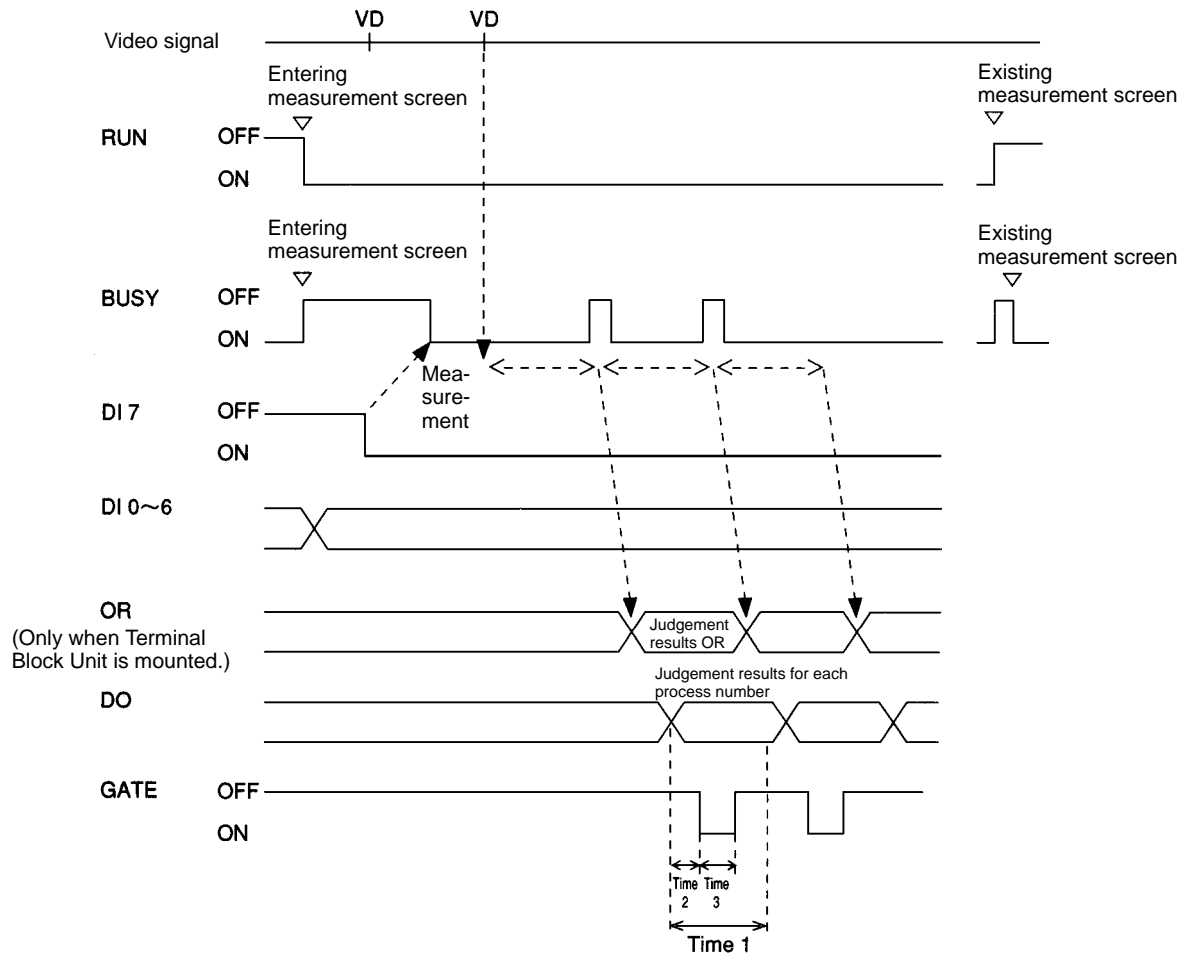 VD VD
Video signal
Entering
measurement screen
Existing
measurement screen
RUN OFF
ON
Entering
measurement screen
Existing
measurement screen
BUSY OFF
ON
Mea-
sure-
ment
DI 7 OFF
ON
DI 0~6
OR
(Only when Terminal
Block Unit is mounted.)
Judgement
results OR
Judgement results for each
process number
DO
GATE OFF
ON
Time Time
2 3
Time 1